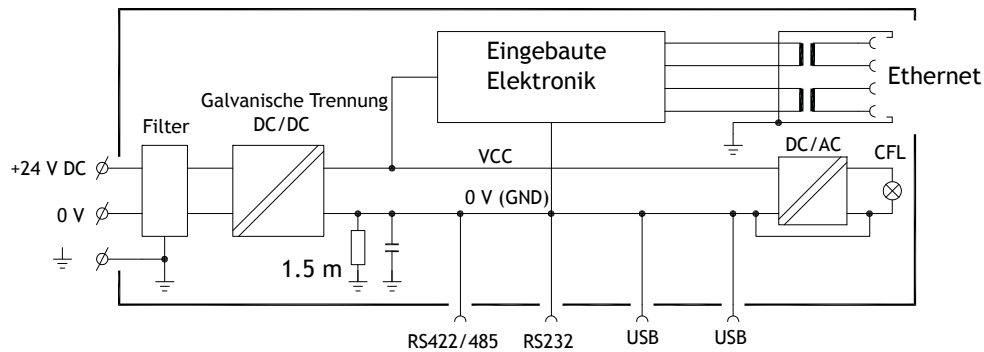 Eingebaute
Elektronik
Ethernet
Galvanische Trennung
DC/DC
Filter
DC/AC
CFL
+24 V DC
VCC
0 V
0 V (GND)
1.5 m
RS422/485
RS232
USB
USB